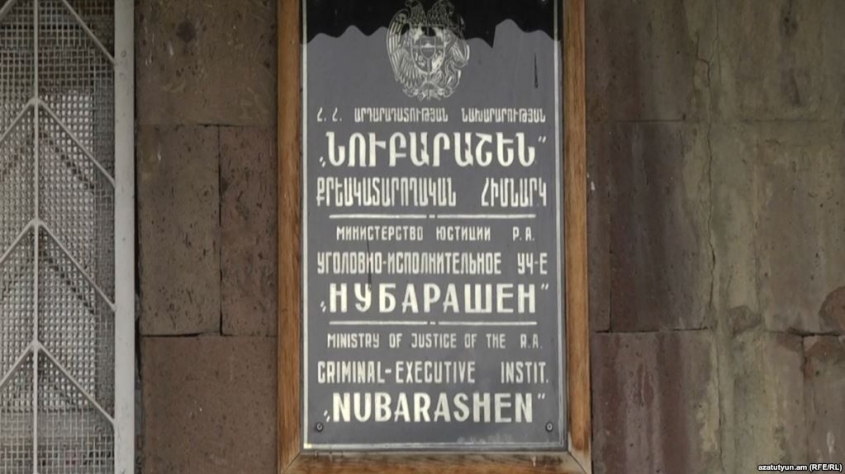 Հ. Հ. ԱՐԴԱՐԱԴԱՏՈՒԹՅԱՆ ՆԱԽԱՐԱՐՈՒԹՅԱՆ
„ՆՈՒԲԱՐԱՇԵՆ”
ՔՐԵԱԿԱՏԱՐՈՂԱԿԱՆ ՀԻՄՆԱՐԿ
МИНИСТЕРСТВО ЮСТИЦИИ Р.А.
УГОЛОВНО-ИСПОЛНИТЕЛЬНОЕ УЧ-Е
„НУБАРАШЕН”
MINISTRY OF JUSTICE OF THE R.A.
CRIMINAL-EXECUTIVE INSTIT.
„NUBARASHEN”
azatutyun.am (RFE/RL)